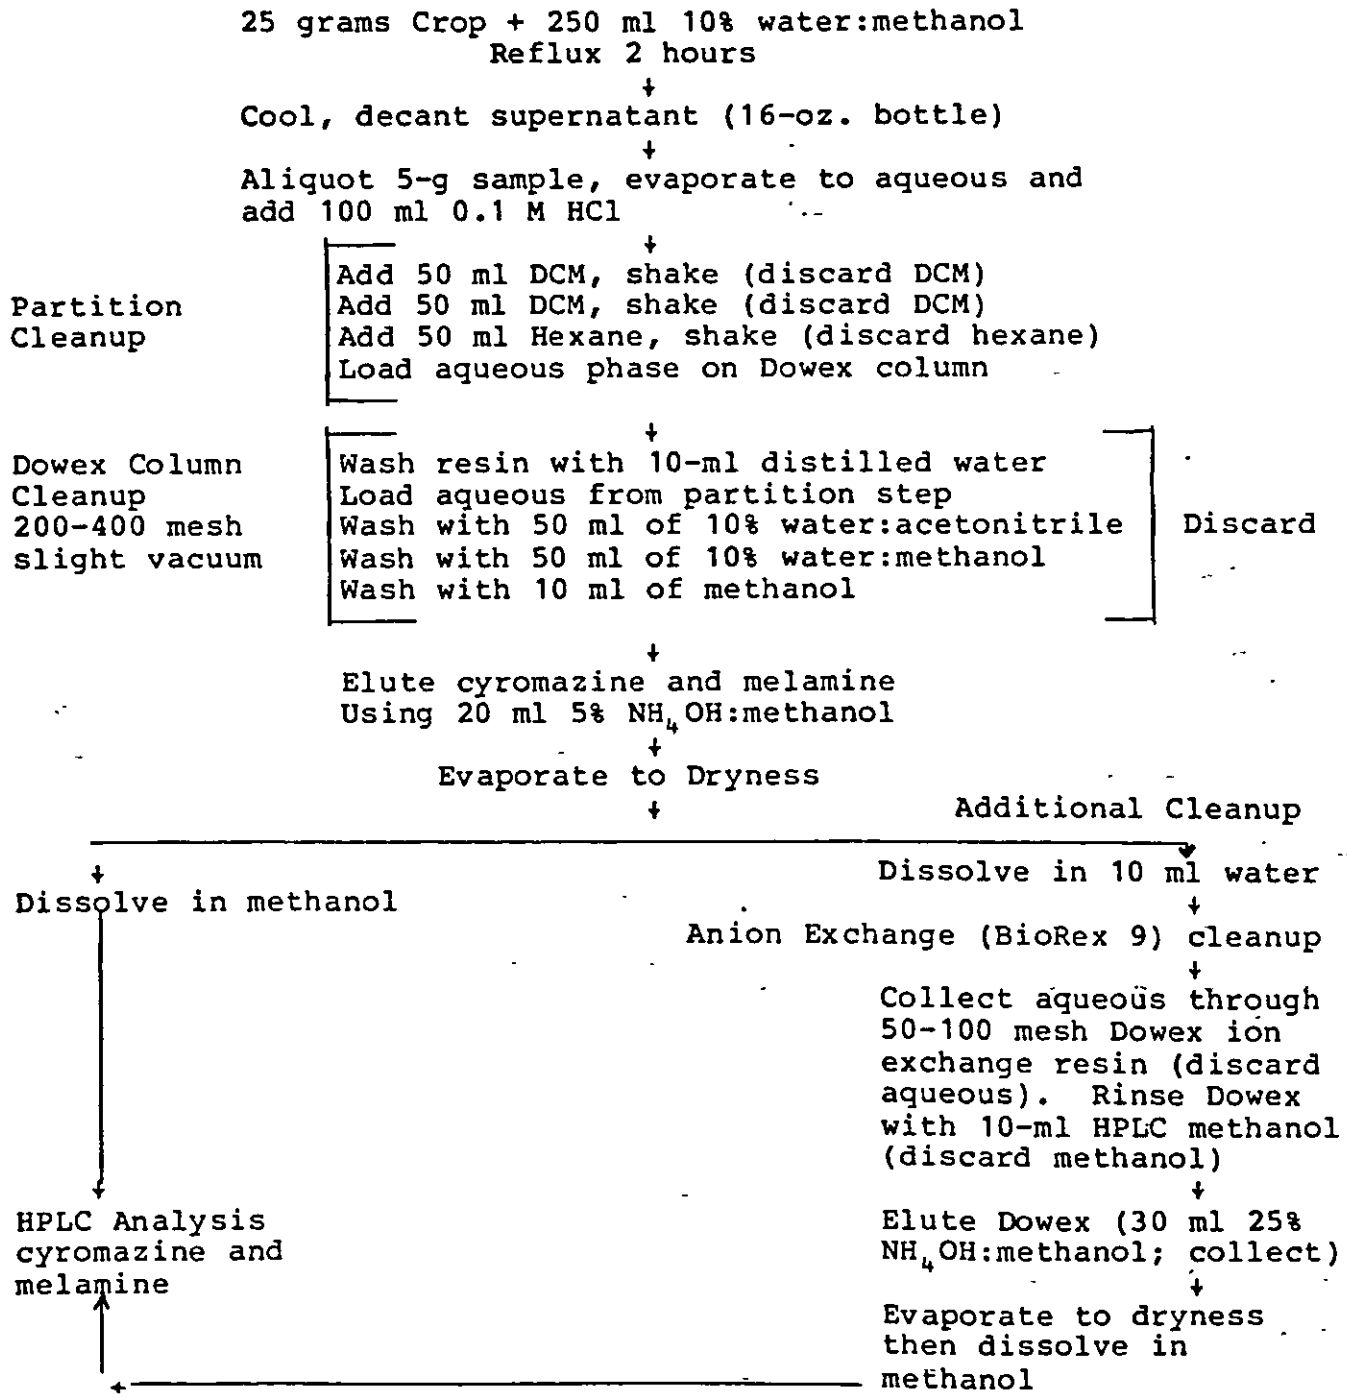 25 grams Crop + 250 ml 10% water:methanol
Reflux 2 hours
Cool, decant supernatant (16-oz. bottle)
Aliquot 5-g sample, evaporate to aqueous and
add 100 ml 0.1 M HCl
Partition
Cleanup
Add 50 ml DCM, shake (discard DCM)
Add 50 ml DCM, shake (discard DCM)
Add 50 ml Hexane, shake (discard hexane)
Load aqueous phase on Dowex column
Dowex Column
Cleanup
200-400 mesh
slight vacuum
Wash resin with 10-ml distilled water
Load aqueous from partition step
Wash with 50 ml of 10% water:acetonitrile
Wash with 50 ml of 10% water:methanol
Wash with 10 ml of methanol
Discard
Elute cyromazine and melamine
Using 20 ml 5% NH₄OH:methanol
Evaporate to Dryness
Additional Cleanup
Dissolve in methanol
Dissolve in 10 ml water
Anion Exchange (BioRex 9) cleanup
Collect aqueous through
50-100 mesh Dowex ion
exchange resin (discard
aqueous). Rinse Dowex
with 10-ml HPLC methanol
(discard methanol)
HPLC Analysis
cyromazine and
melamine
Elute Dowex (30 ml 25%
NH₄OH:methanol; collect)
Evaporate to dryness
then dissolve in
methanol